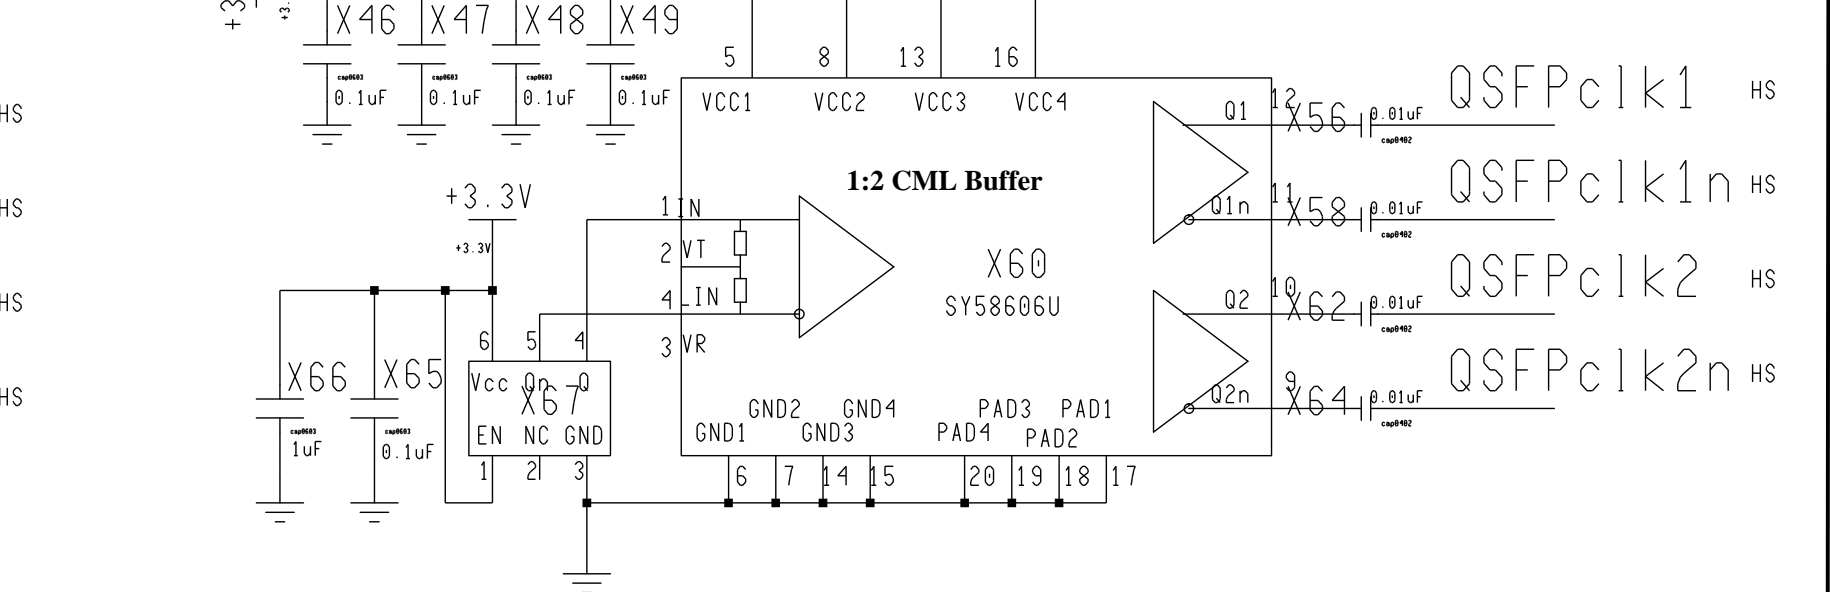 X46 X47 X48 X49
cap0603 cap0603 cap0603 cap0603
0.1uF 0.1uF 0.1uF 0.1uF
5 8 13 16
VCC1 VCC2 VCC3 VCC4
Q1 12 X56 0.01uF cap0402 QSFPclk1 HS
HS
1:2 CML Buffer
Q1n 11 X58 0.01uF cap0402 QSFPclk1n HS
HS
+3.3V
+3.3V
1 IN
2 VT
4 _IN
3 VR
X60
SY58606U
Q2 10 X62 0.01uF cap0402 QSFPclk2 HS
HS
Q2n 9 X64 0.01uF cap0402 QSFPclk2n HS
HS
X66 X65
cap0603 cap0603
1uF 0.1uF
6 5 4
Vcc Qn Q
X67
EN NC GND
1 2 3
GND2 GND4 PAD3 PAD1
GND1 GND3 PAD4 PAD2
6 7 14 15 20 19 18 17